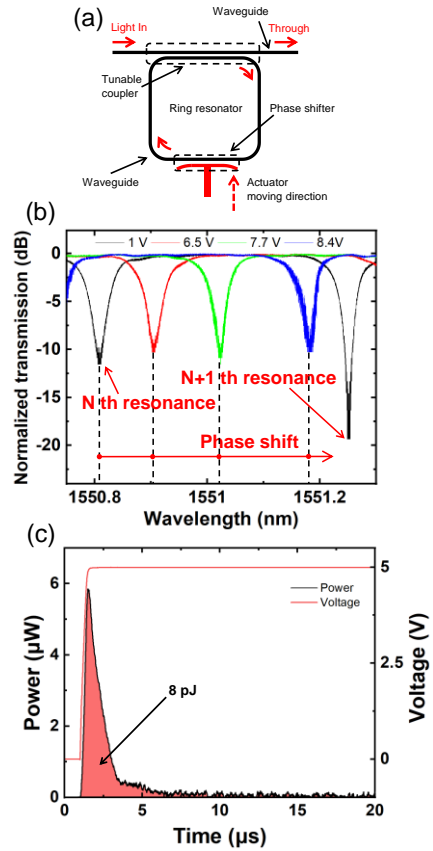 (a)
Waveguide
Light In
Through
Tunable
coupler
Ring resonator
Phase shifter
Waveguide
Actuator
moving direction
(b)
1 V
6.5 V
7.7 V
8.4V
0
-5
-10
-15
-20
Normalized transmission (dB)
N th resonance
N+1 th resonance
Phase shift
1550.8
1551
1551.2
Wavelength (nm)
(c)
6
4
2
0
Power (µW)
Power
Voltage
8 pJ
5
2.5
0
Voltage (V)
0
5
10
15
20
Time (µs)